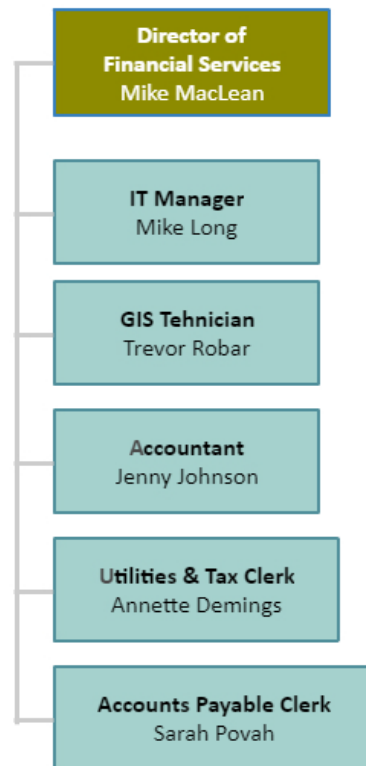 Director of
Financial Services
Mike MacLean
IT Manager
Mike Long
GIS Tehnician
Trevor Robar
Accountant
Jenny Johnson
Utilities & Tax Clerk
Annette Demings
Accounts Payable Clerk
Sarah Povah